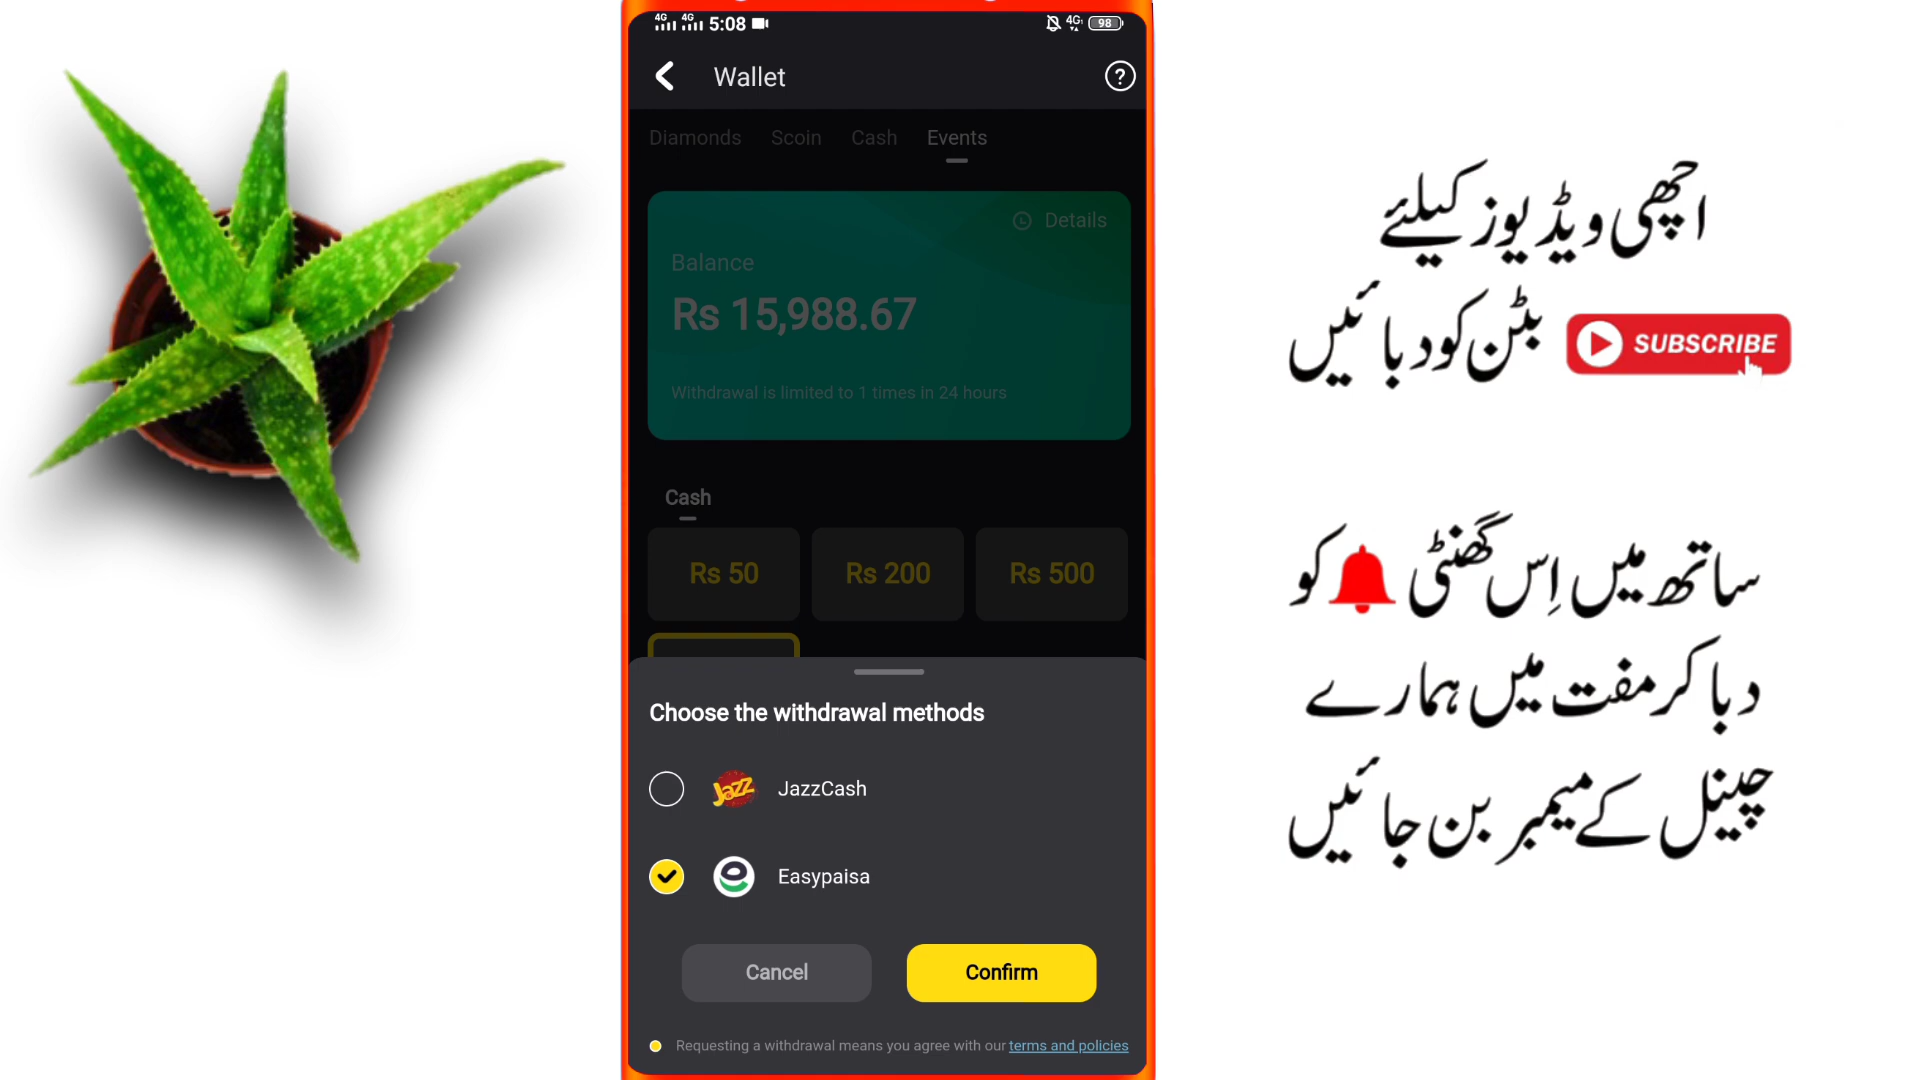 4G 4G 5:08 4G 98
Wallet ?
Diamonds Scoin Cash Events
Details
Balance
Rs 15,988.67
Withdrawal is limited to 1 times in 24 hours
Cash
Rs 50 Rs 200 Rs 500
Choose the withdrawal methods
Jazz JazzCash
Easypaisa
Cancel Confirm
Requesting a withdrawal means you agree with our terms and policies
اچھی ویڈیوز کیلئے
SUBSCRIBE بٹن کو دبائیں
ساتھ میں اِس گھنٹی کو
دبا کر مفت میں ہمارے
چینل کے میمبر بن جائیں